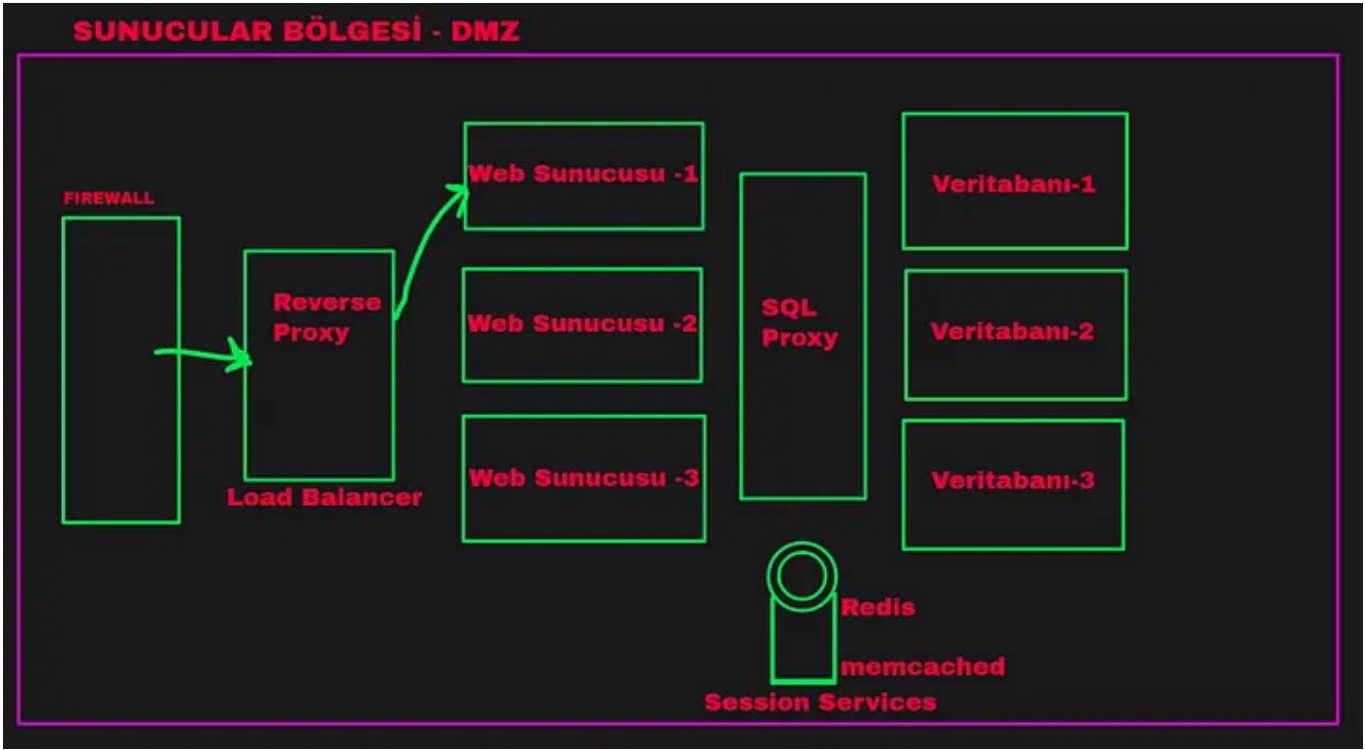 SUNUCULAR BÖLGESİ - DMZ
FIREWALL
Reverse
Proxy
Load Balancer
Web Sunucusu -1
Web Sunucusu -2
Web Sunucusu -3
SQL
Proxy
Veritabanı-1
Veritabanı-2
Veritabanı-3
Redis
memcached
Session Services